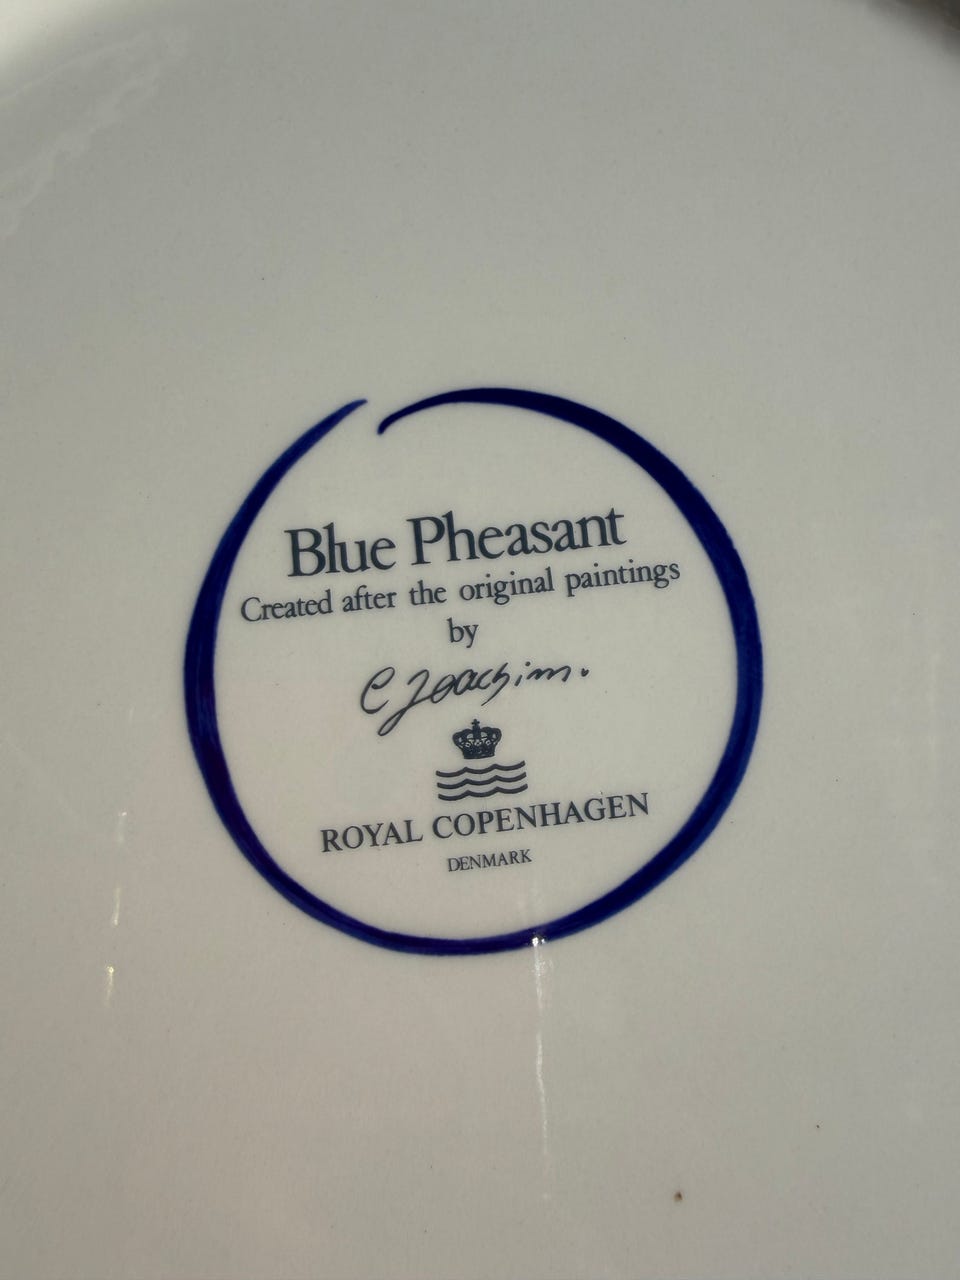 Blue Pheasant
Created after the original paintings
by
C Joachim.
ROYAL COPENHAGEN
DENMARK